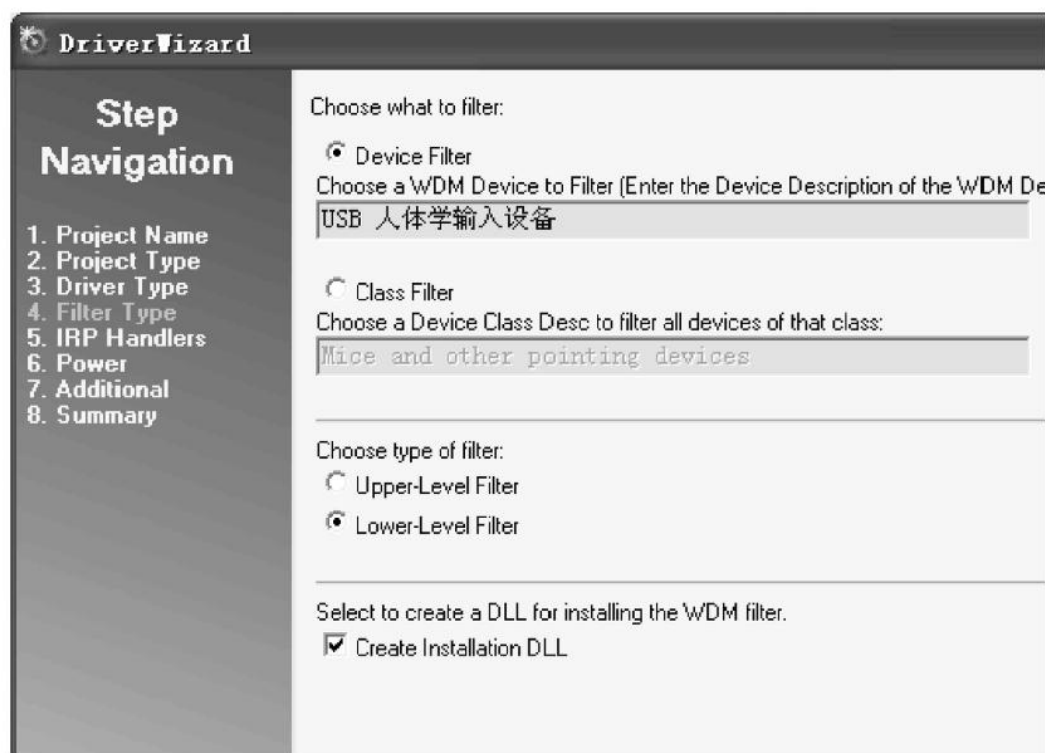 DriverWizard
Step
Navigation
1. Project Name
2. Project Type
3. Driver Type
4. Filter Type
5. IRP Handlers
6. Power
7. Additional
8. Summary
Choose what to filter:
Device Filter
Choose a WDM Device to Filter (Enter the Device Description of the WDM De
USB 人体学输入设备
Class Filter
Choose a Device Class Desc to filter all devices of that class:
Mice and other pointing devices
Choose type of filter:
Upper-Level Filter
Lower-Level Filter
Select to create a DLL for installing the WDM filter.
Create Installation DLL